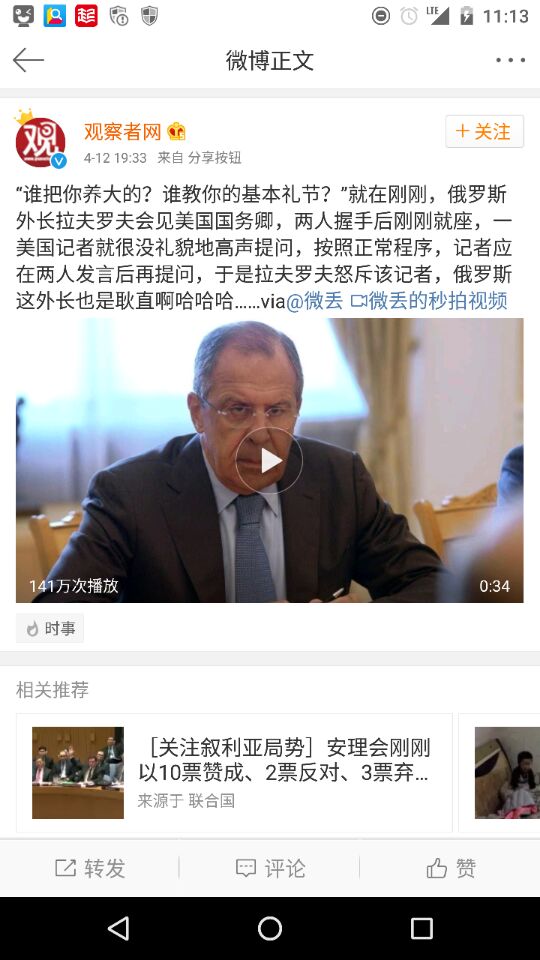 LTE 11:13
微博正文
观察者网
4-12 19:33 来自 分享按钮
+ 关注
“谁把你养大的？谁教你的基本礼节？”就在刚刚，俄罗斯
外长拉夫罗夫会见美国国务卿，两人握手后刚刚就座，一
美国记者就很没礼貌地高声提问，按照正常程序，记者应
在两人发言后再提问，于是拉夫罗夫怒斥该记者，俄罗斯
这外长也是耿直啊哈哈哈……via@微丢 微丢的秒拍视频
141万次播放
0:34
时事
相关推荐
［关注叙利亚局势］安理会刚刚
以10票赞成、2票反对、3票弃...
来源于 联合国
转发
评论
赞